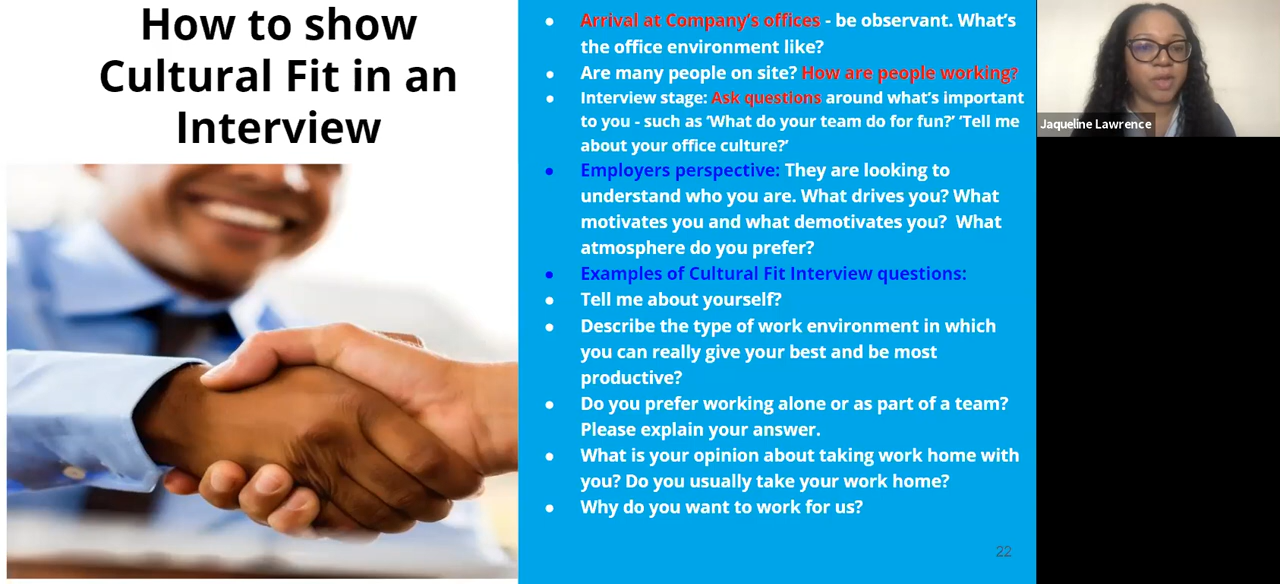 How to show
Cultural Fit in an
Interview
● Arrival at Company's offices - be observant. What's
the office environment like?
● Are many people on site? How are people working?
● Interview stage: Ask questions around what's important
to you - such as 'What do your team do for fun?' 'Tell me
about your office culture?'
● Employers perspective: They are looking to
understand who you are. What drives you? What
motivates you and what demotivates you? What
atmosphere do you prefer?
● Examples of Cultural Fit Interview questions:
● Tell me about yourself?
● Describe the type of work environment in which
you can really give your best and be most
productive?
● Do you prefer working alone or as part of a team?
Please explain your answer.
● What is your opinion about taking work home with
you? Do you usually take your work home?
● Why do you want to work for us?
22
Jaqueline Lawrence